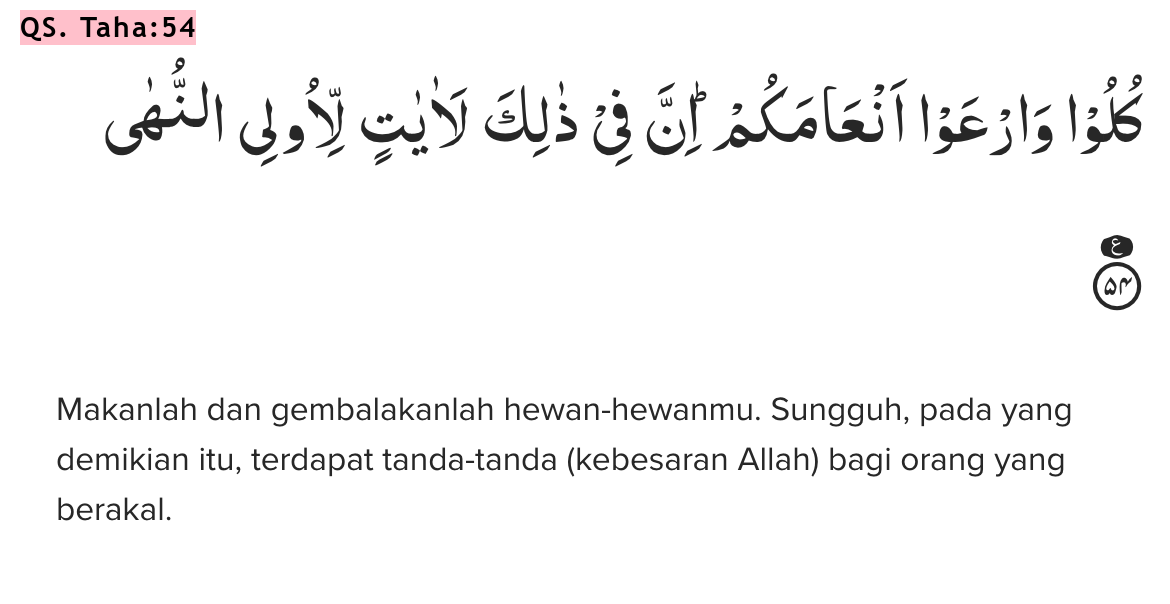 QS. Taha:54
كُلُوْا وَارْعَوْا اَنْعَامَكُمْ ۗاِنَّ فِيْ ذٰلِكَ لَاٰيٰتٍ لِّاُولِى النُّهٰى
ع
۵۴
Makanlah dan gembalakanlah hewan-hewanmu. Sungguh, pada yang
demikian itu, terdapat tanda-tanda (kebesaran Allah) bagi orang yang
berakal.